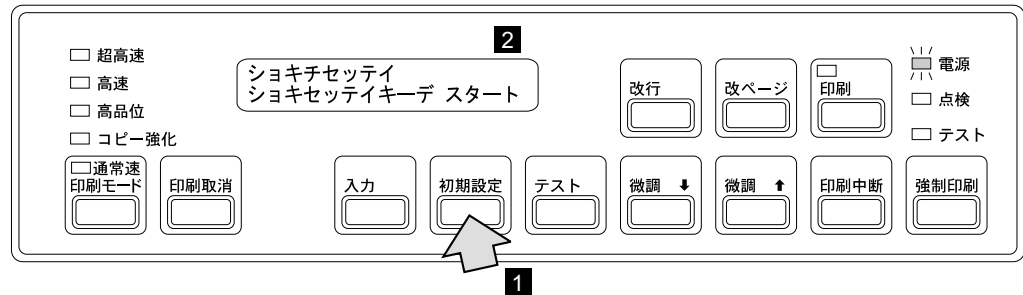 2
超高速
高速
高品位
コピー強化
ショキチセッテイ
ショキセッテイキーデ スタート
改行
改ページ
印刷
電源
点検
テスト
通常速
印刷モード
印刷取消
入力
初期設定
テスト
微調 ⬇
微調 ⬆
印刷中断
強制印刷
1